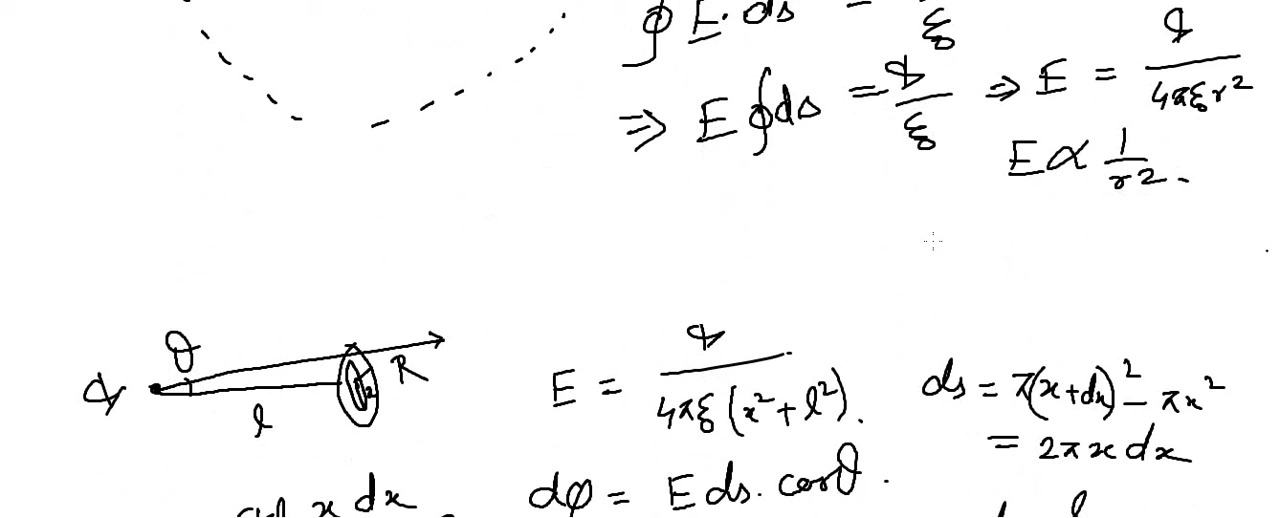 ∮ E·ds = /ε₀
⇒ E ∮ds = q/ε₀ ⇒ E = q/4πε₀r²
E ∝ 1/r².
θ
q
l
R
E = q/4πε₀(x²+l²).
ds = π(x+dx)² − πx²
= 2πx dx
dφ = E ds. cosθ.
x dx